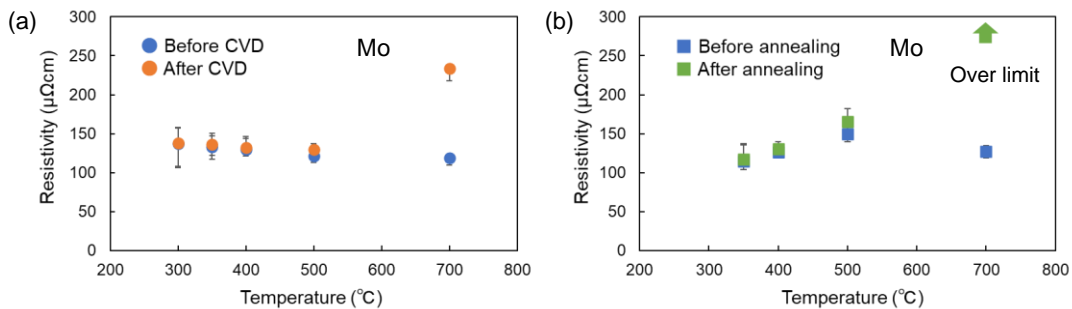 (a)
300
250
200
150
100
50
0
Resistivity (μΩcm)
Before CVD
After CVD
Mo
200 300 400 500 600 700 800
Temperature (℃)
(b)
300
250
200
150
100
50
0
Resistivity (μΩcm)
Before annealing
After annealing
Mo
Over limit
200 300 400 500 600 700 800
Temperature (℃)